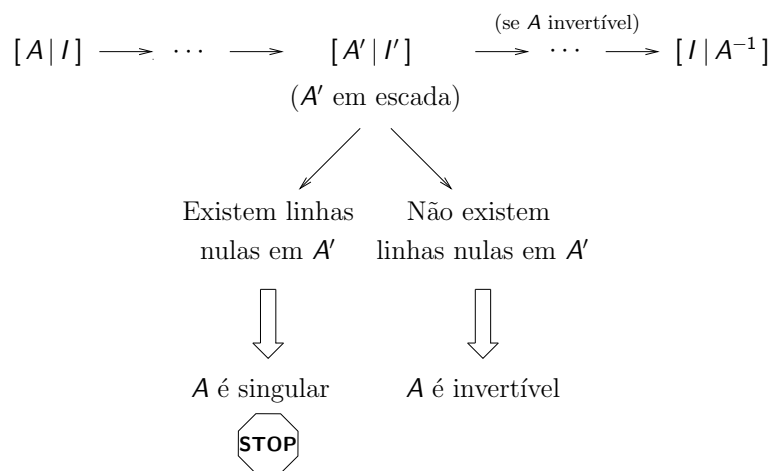 (se A invertível)
[A | I] ⟶ ··· ⟶ [A′ | I′] ⟶ ··· ⟶ [I | A⁻¹]
(A′ em escada)
Existem linhas
nulas em A′
Não existem
linhas nulas em A′
A é singular
A é invertível
STOP